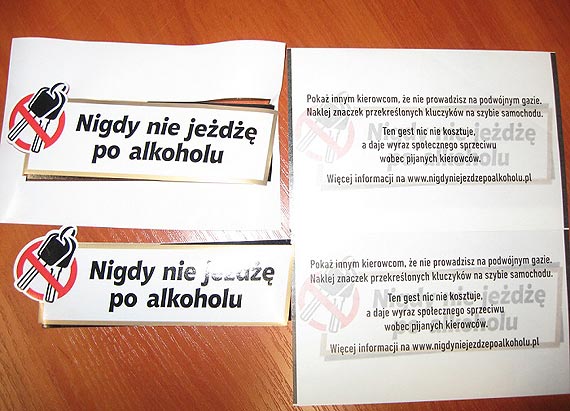 Nigdy nie jeżdżę
po alkoholu
Nigdy nie jeżdżę
po alkoholu
Pokaż innym kierowcom, że nie prowadzisz na podwójnym gazie.
Naklej znaczek przekreślonych kluczyków na szybie samochodu.
Ten gest nic nie kosztuje,
a daje wyraz społecznego sprzeciwu
wobec pijanych kierowców.
Więcej informacji na www.nigdyniejezdzepoalkoholu.pl
Pokaż innym kierowcom, że nie prowadzisz na podwójnym gazie.
Naklej znaczek przekreślonych kluczyków na szybie samochodu.
Ten gest nic nie kosztuje,
a daje wyraz społecznego sprzeciwu
wobec pijanych kierowców.
Więcej informacji na www.nigdyniejezdzepoalkoholu.pl